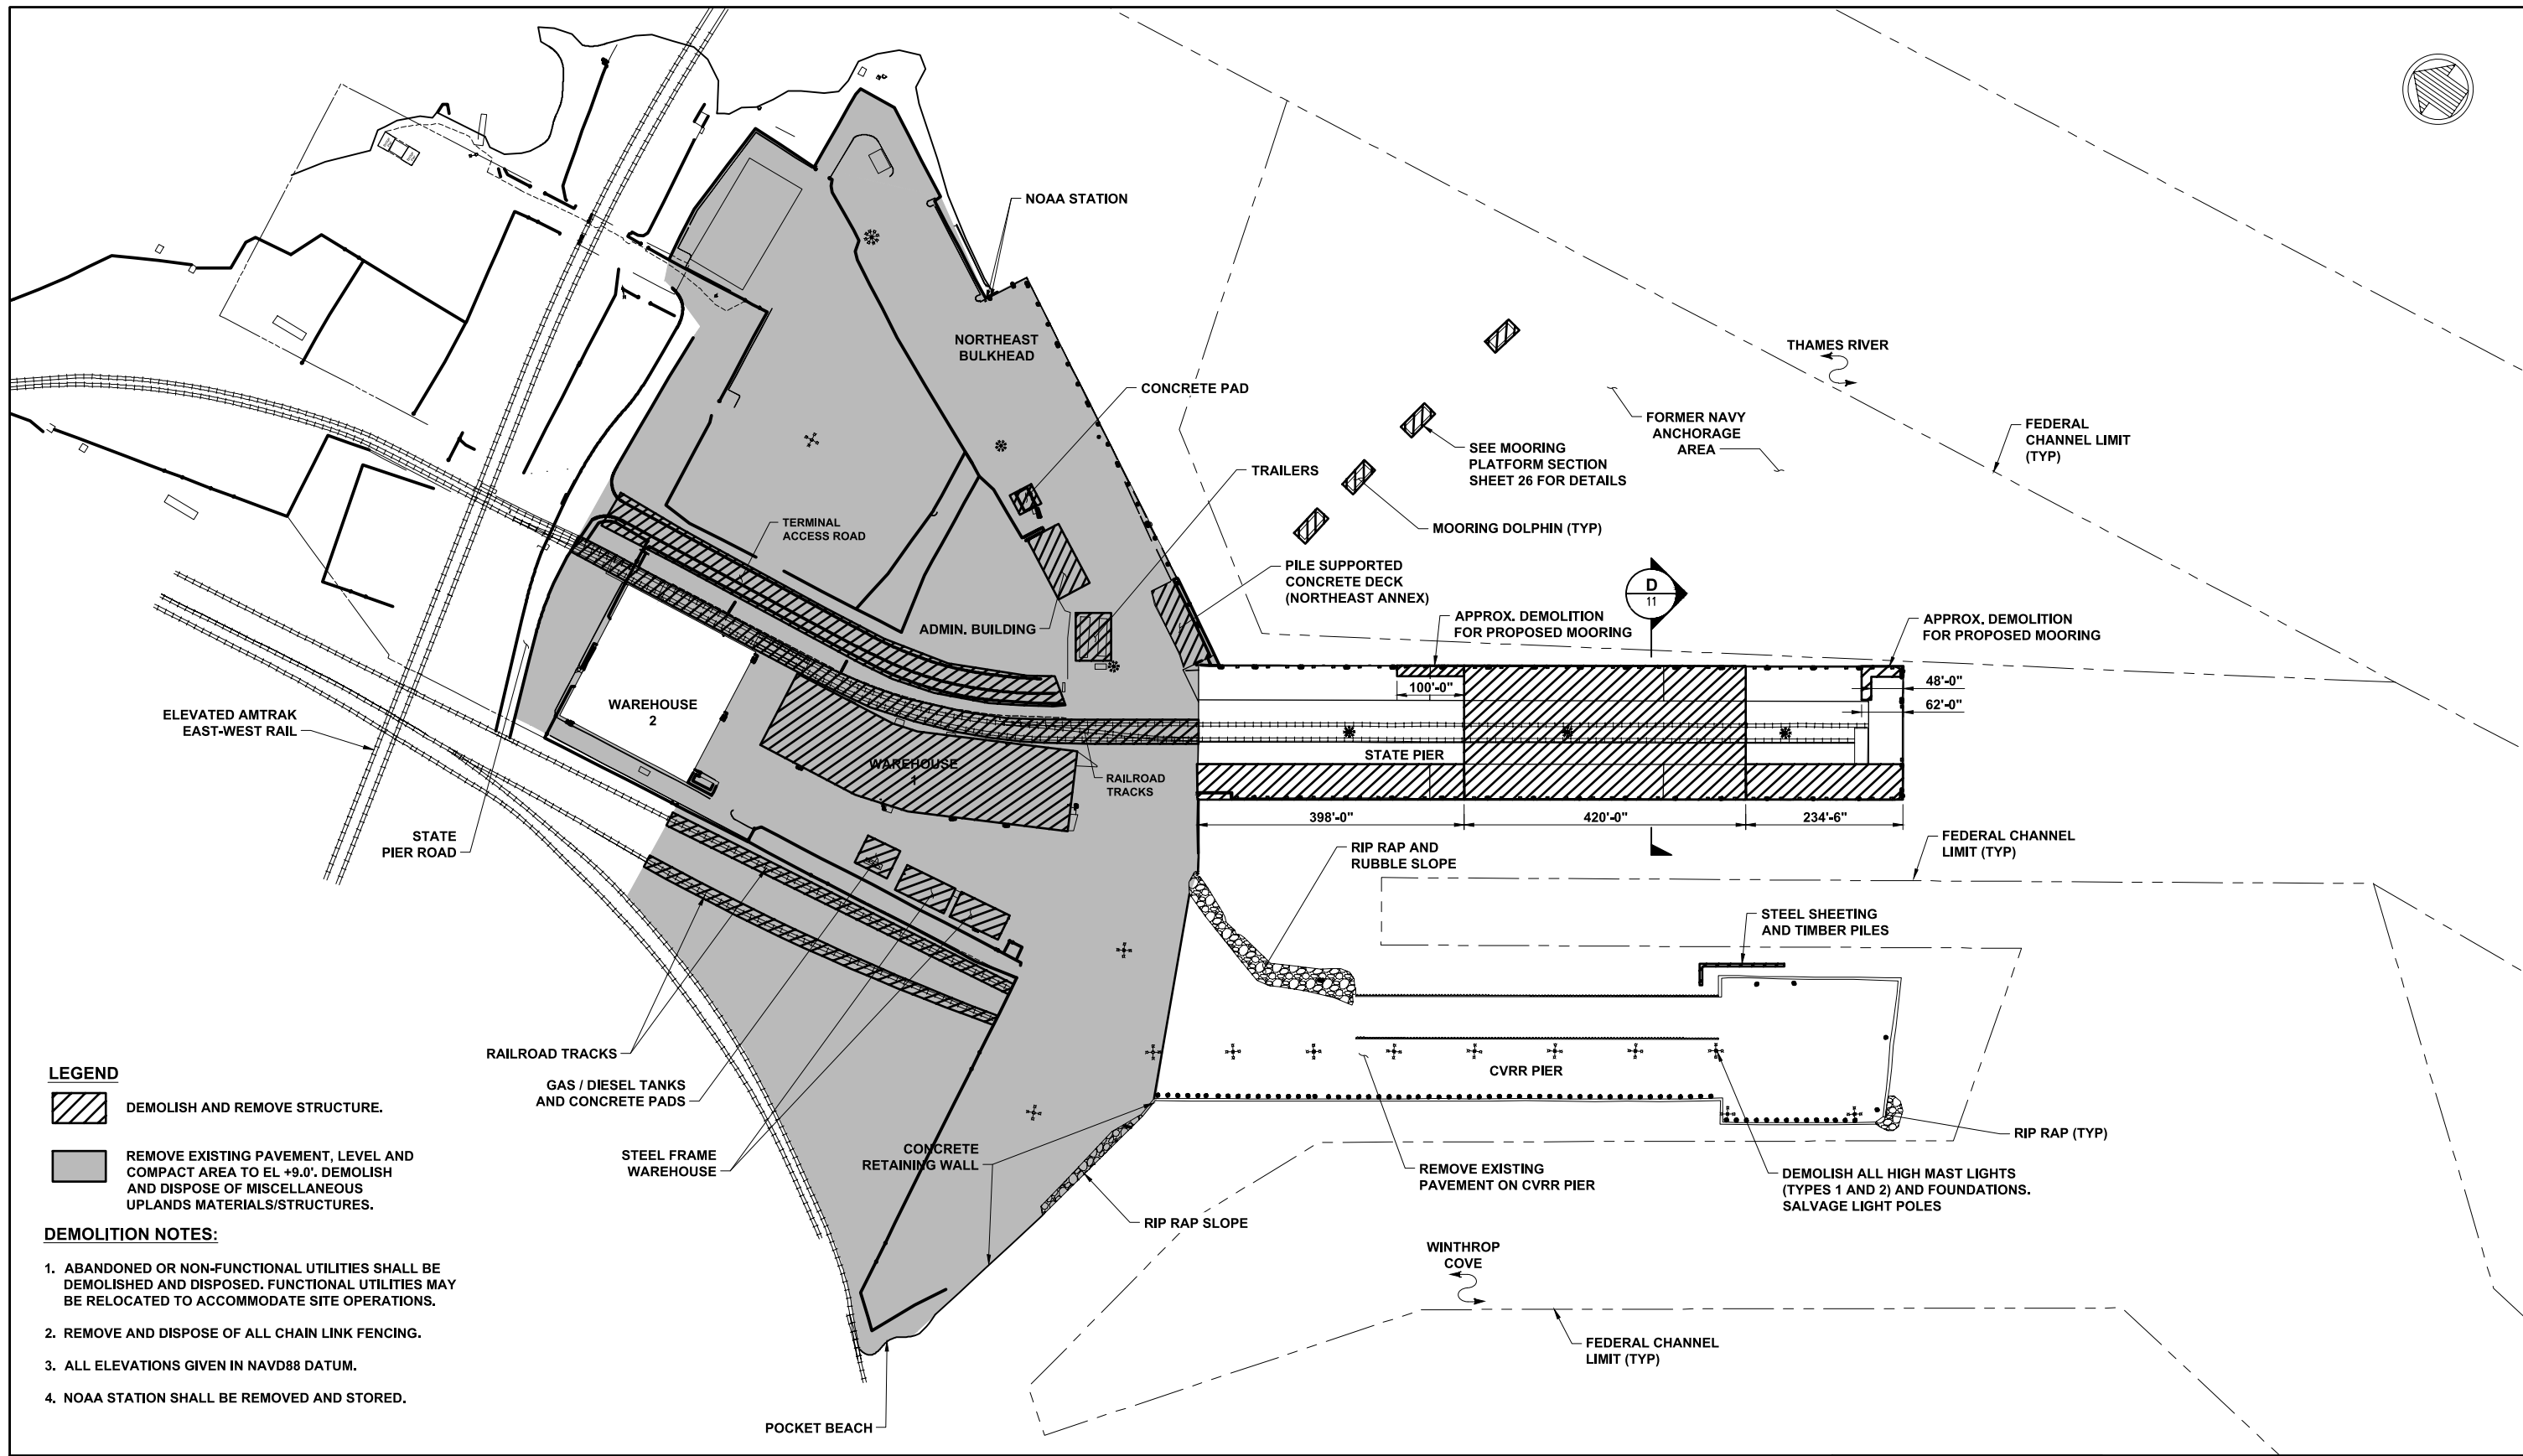 NOAA STATION
NORTHEAST
BULKHEAD
CONCRETE PAD
TRAILERS
TERMINAL
ACCESS ROAD
PILE SUPPORTED
CONCRETE DECK
(NORTHEAST ANNEX)
ADMIN. BUILDING
THAMES RIVER
FORMER NAVY
ANCHORAGE
AREA
FEDERAL
CHANNEL LIMIT
(TYP)
SEE MOORING
PLATFORM SECTION
SHEET 26 FOR DETAILS
MOORING DOLPHIN (TYP)
D
11
APPROX. DEMOLITION
FOR PROPOSED MOORING
APPROX. DEMOLITION
FOR PROPOSED MOORING
100'-0"
48'-0"
62'-0"
STATE PIER
398'-0"
420'-0"
234'-6"
WAREHOUSE
2
WAREHOUSE
1
RAILROAD
TRACKS
ELEVATED AMTRAK
EAST-WEST RAIL
STATE
PIER ROAD
FEDERAL CHANNEL
LIMIT (TYP)
RIP RAP AND
RUBBLE SLOPE
STEEL SHEETING
AND TIMBER PILES
RAILROAD TRACKS
GAS / DIESEL TANKS
AND CONCRETE PADS
STEEL FRAME
WAREHOUSE
CONCRETE
RETAINING WALL
CVRR PIER
RIP RAP (TYP)
REMOVE EXISTING
PAVEMENT ON CVRR PIER
DEMOLISH ALL HIGH MAST LIGHTS
(TYPES 1 AND 2) AND FOUNDATIONS.
SALVAGE LIGHT POLES
RIP RAP SLOPE
WINTHROP
COVE
FEDERAL CHANNEL
LIMIT (TYP)
POCKET BEACH
LEGEND
DEMOLISH AND REMOVE STRUCTURE.
REMOVE EXISTING PAVEMENT, LEVEL AND
COMPACT AREA TO EL +9.0'. DEMOLISH
AND DISPOSE OF MISCELLANEOUS
UPLANDS MATERIALS/STRUCTURES.
DEMOLITION NOTES:
1. ABANDONED OR NON-FUNCTIONAL UTILITIES SHALL BE
DEMOLISHED AND DISPOSED. FUNCTIONAL UTILITIES MAY
BE RELOCATED TO ACCOMMODATE SITE OPERATIONS.
2. REMOVE AND DISPOSE OF ALL CHAIN LINK FENCING.
3. ALL ELEVATIONS GIVEN IN NAVD88 DATUM.
4. NOAA STATION SHALL BE REMOVED AND STORED.